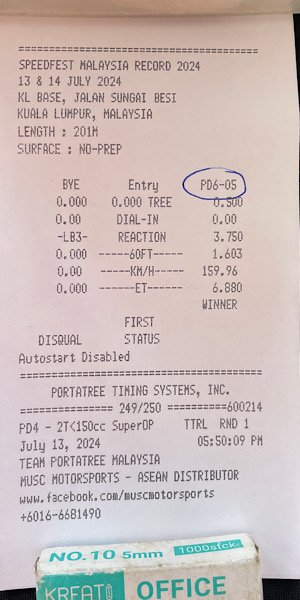 ==================================
SPEEDFEST MALAYSIA RECORD 2024
13 & 14 JULY 2024
KL BASE, JALAN SUNGAI BESI
KUALA LUMPUR, MALAYSIA
LENGTH : 201M
SURFACE : NO-PREP
BYE Entry PD6-05
0.000 0.000 TREE 0.500
0.00 DIAL-IN 0.00
-LB3- REACTION 3.750
0.000 ------60FT----- 1.603
0.00 ------KM/H----- 159.96
0.000 ------ET------ 6.880
WINNER
FIRST
DISQUAL STATUS
Autostart Disabled
==================================
PORTATREE TIMING SYSTEMS, INC.
============== 249/250 =========600214
PD4 - 2T<150cc SuperOP TTRL RND 1
July 13, 2024 05:50:09 PM
TEAM PORTATREE MALAYSIA
MUSC MOTORSPORTS - ASEAN DISTRIBUTOR
www.facebook.com/muscmotorsports
+6016-6681490
NO.10 5mm 1000stcks
KREATO OFFICE